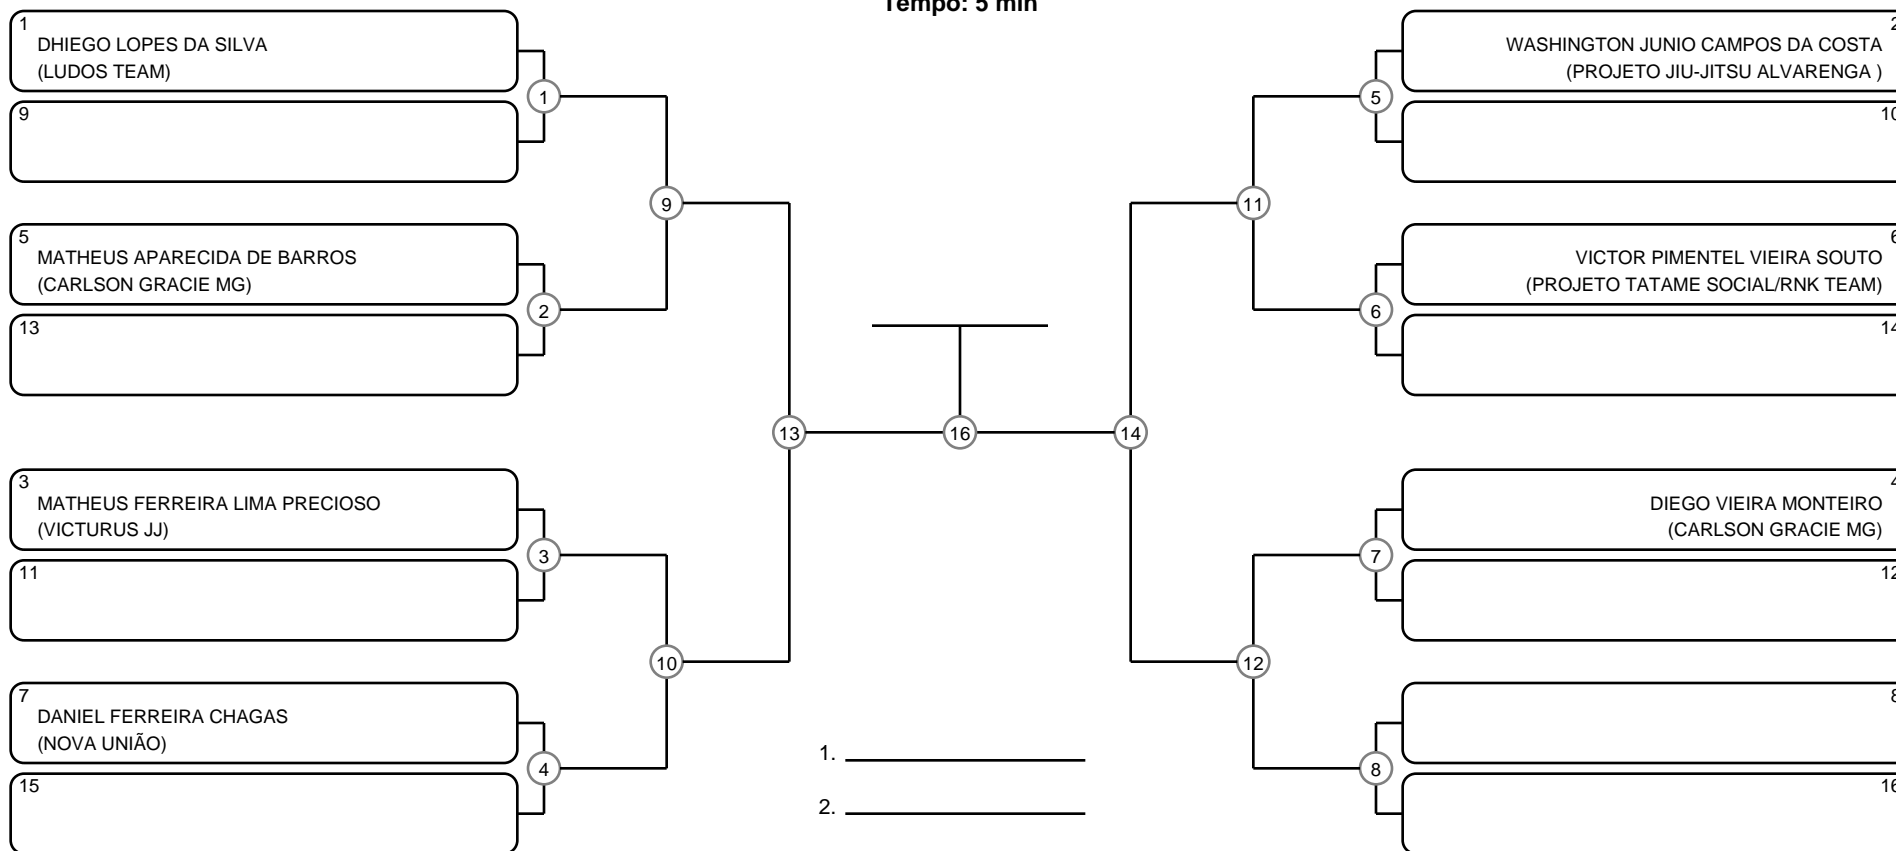 Tempo: 5 min
1
DHIEGO LOPES DA SILVA
(LUDOS TEAM)
9
5
MATHEUS APARECIDA DE BARROS
(CARLSON GRACIE MG)
13
3
MATHEUS FERREIRA LIMA PRECIOSO
(VICTURUS JJ)
11
7
DANIEL FERREIRA CHAGAS
(NOVA UNIÃO)
15
1
2
3
4
9
10
13
16
14
11
12
5
6
7
8
1.
2.
2
WASHINGTON JUNIO CAMPOS DA COSTA
(PROJETO JIU-JITSU ALVARENGA )
10
6
VICTOR PIMENTEL VIEIRA SOUTO
(PROJETO TATAME SOCIAL/RNK TEAM)
14
4
DIEGO VIEIRA MONTEIRO
(CARLSON GRACIE MG)
12
8
16